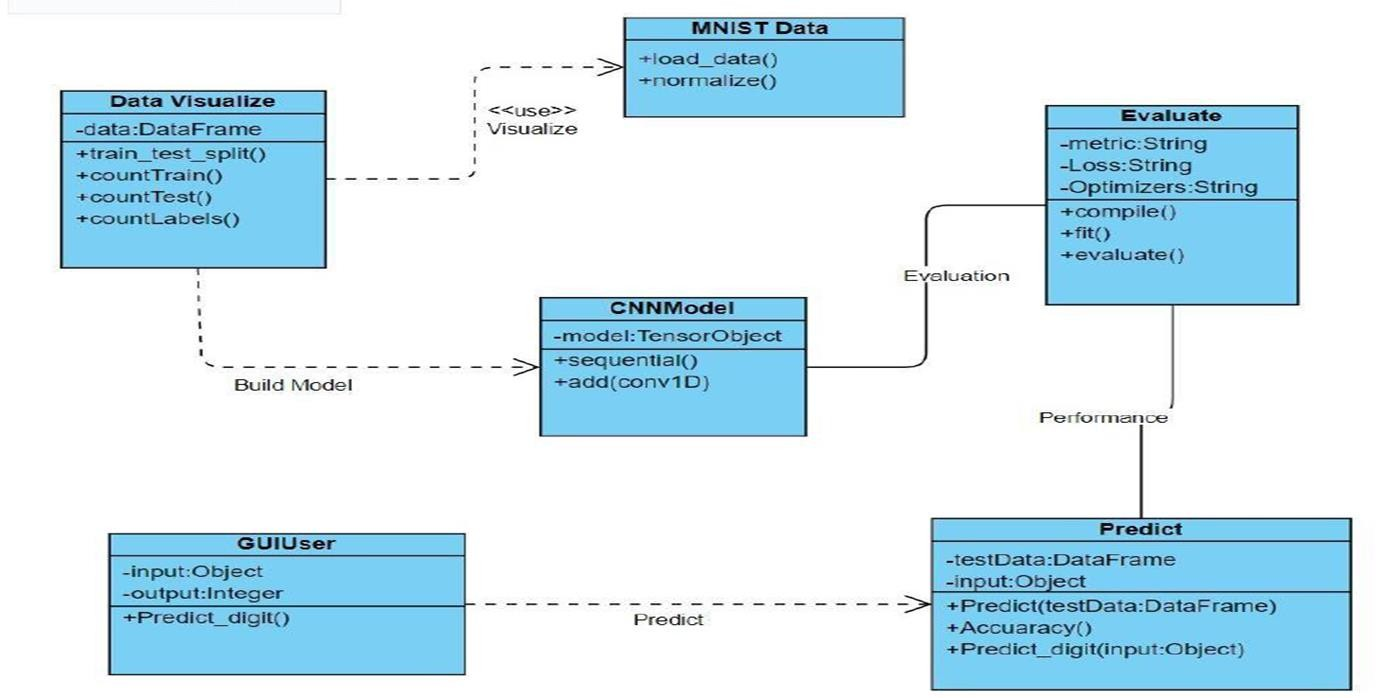 MNIST Data
+load_data()
+normalize()
Data Visualize
-data:DataFrame
+train_test_split()
+countTrain()
+countTest()
+countLabels()
<<use>>
Visualize
Evaluate
-metric:String
-Loss:String
-Optimizers:String
+compile()
+fit()
+evaluate()
Evaluation
CNNModel
-model:TensorObject
+sequential()
+add(conv1D)
Build Model
Performance
GUIUser
-input:Object
-output:Integer
+Predict_digit()
Predict
Predict
-testData:DataFrame
-input:Object
+Predict(testData:DataFrame)
+Accuaracy()
+Predict_digit(input:Object)